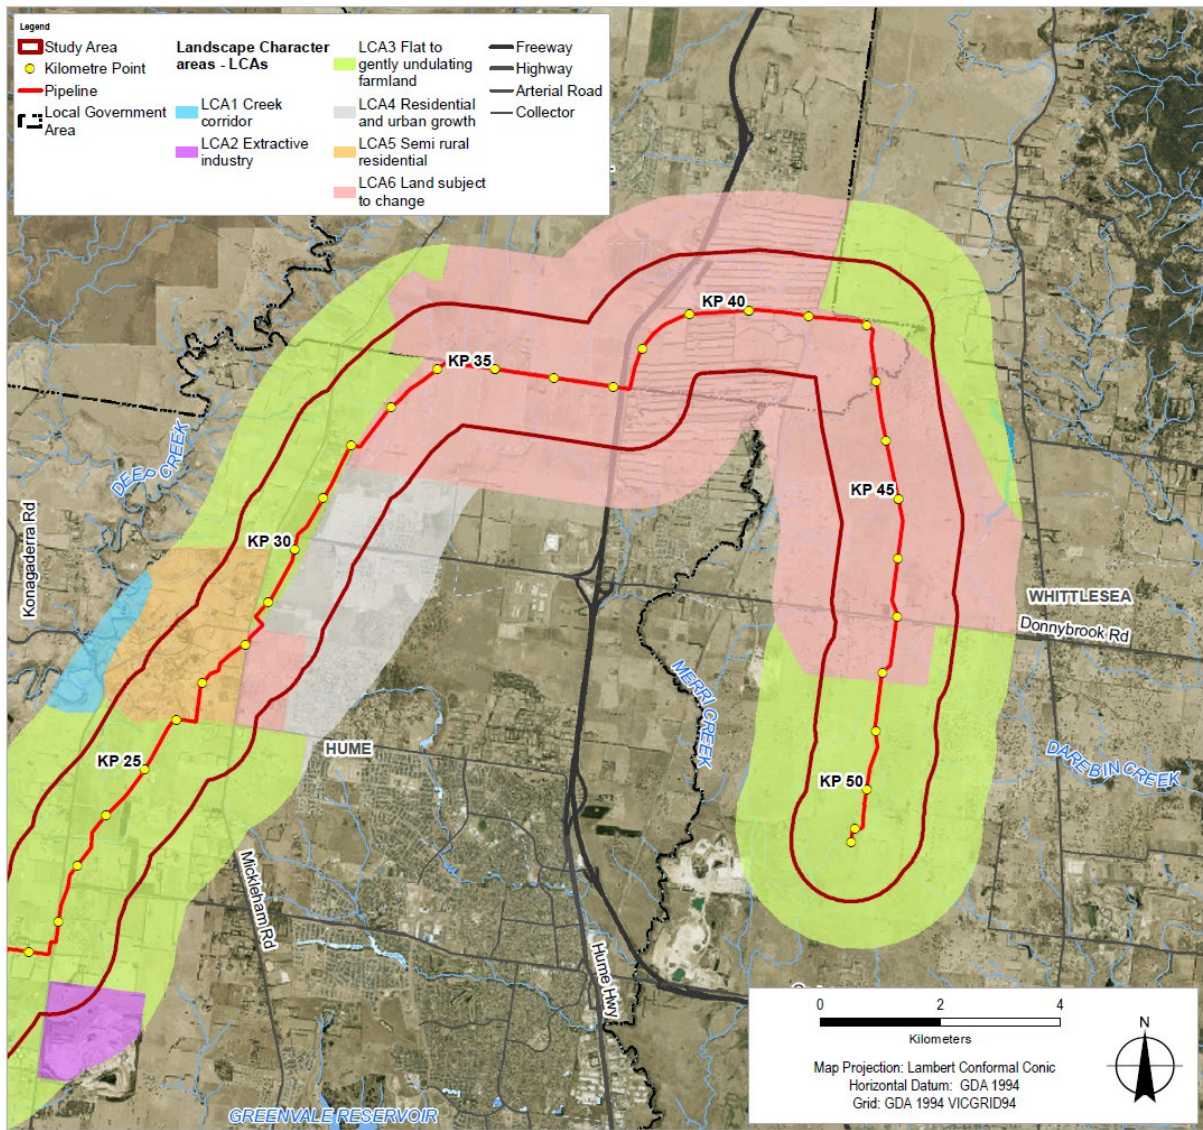 Legend
Study Area
Kilometre Point
Pipeline
Local Government
Area
Landscape Character
areas - LCAs
LCA1 Creek
corridor
LCA2 Extractive
industry
LCA3 Flat to
gently undulating
farmland
LCA4 Residential
and urban growth
LCA5 Semi rural
residential
LCA6 Land subject
to change
Freeway
Highway
Arterial Road
Collector
KP 40
KP 35
DEEP CREEK
KP 45
Konagaderra Rd
KP 30
WHITTLESEA
Donnybrook Rd
MERRI CREEK
HUME
KP 25
DAREBIN CREEK
KP 50
Mickleham Rd
Hume Hwy
GREENVALE RESERVOIR
0 2 4
Kilometers
Map Projection: Lambert Conformal Conic
Horizontal Datum: GDA 1994
Grid: GDA 1994 VICGRID94
N